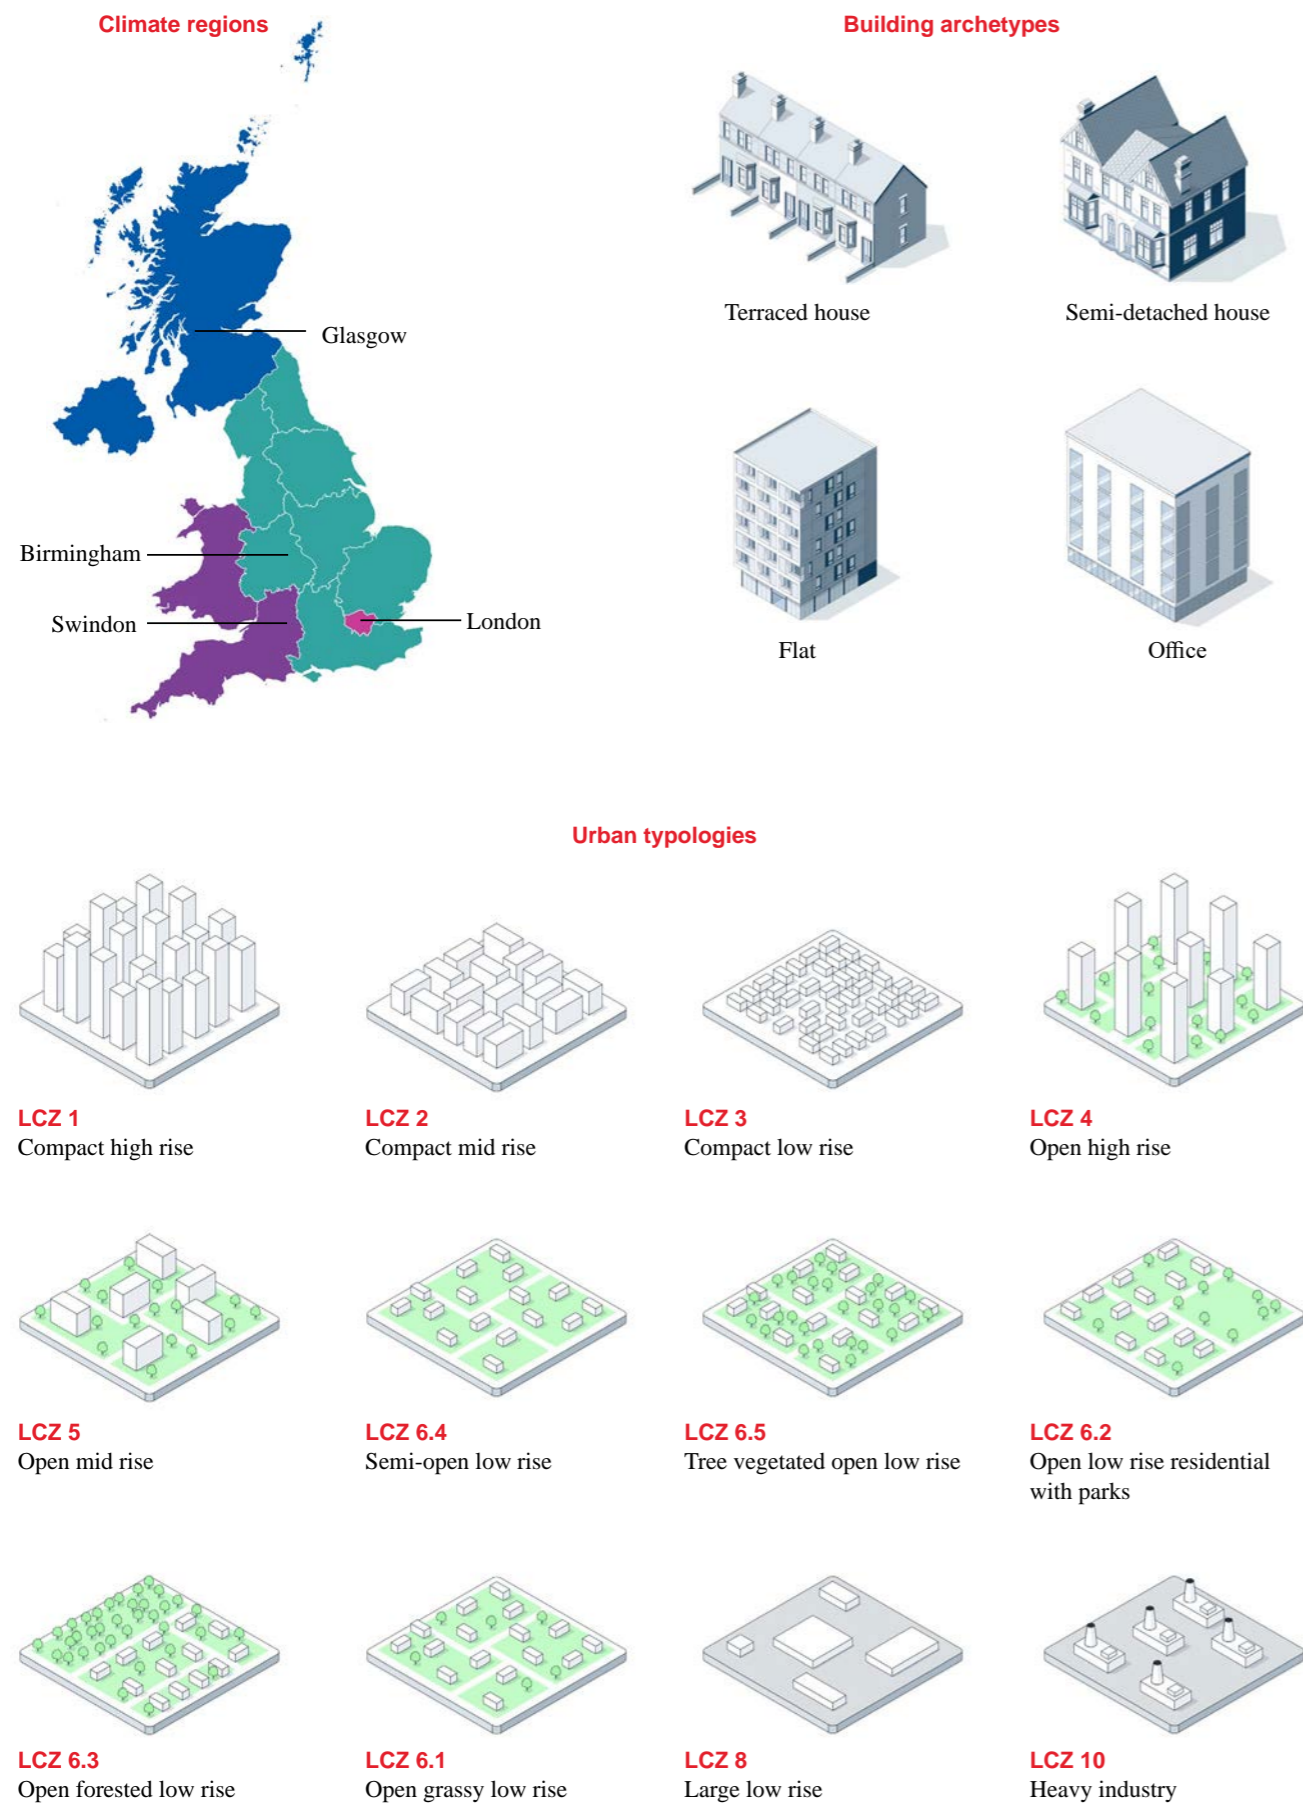 Climate regions
Glasgow
Birmingham
Swindon
London
Building archetypes
Terraced house
Semi-detached house
Flat
Office
Urban typologies
LCZ 1
Compact high rise
LCZ 2
Compact mid rise
LCZ 3
Compact low rise
LCZ 4
Open high rise
LCZ 5
Open mid rise
LCZ 6.4
Semi-open low rise
LCZ 6.5
Tree vegetated open low rise
LCZ 6.2
Open low rise residential
with parks
LCZ 6.3
Open forested low rise
LCZ 6.1
Open grassy low rise
LCZ 8
Large low rise
LCZ 10
Heavy industry